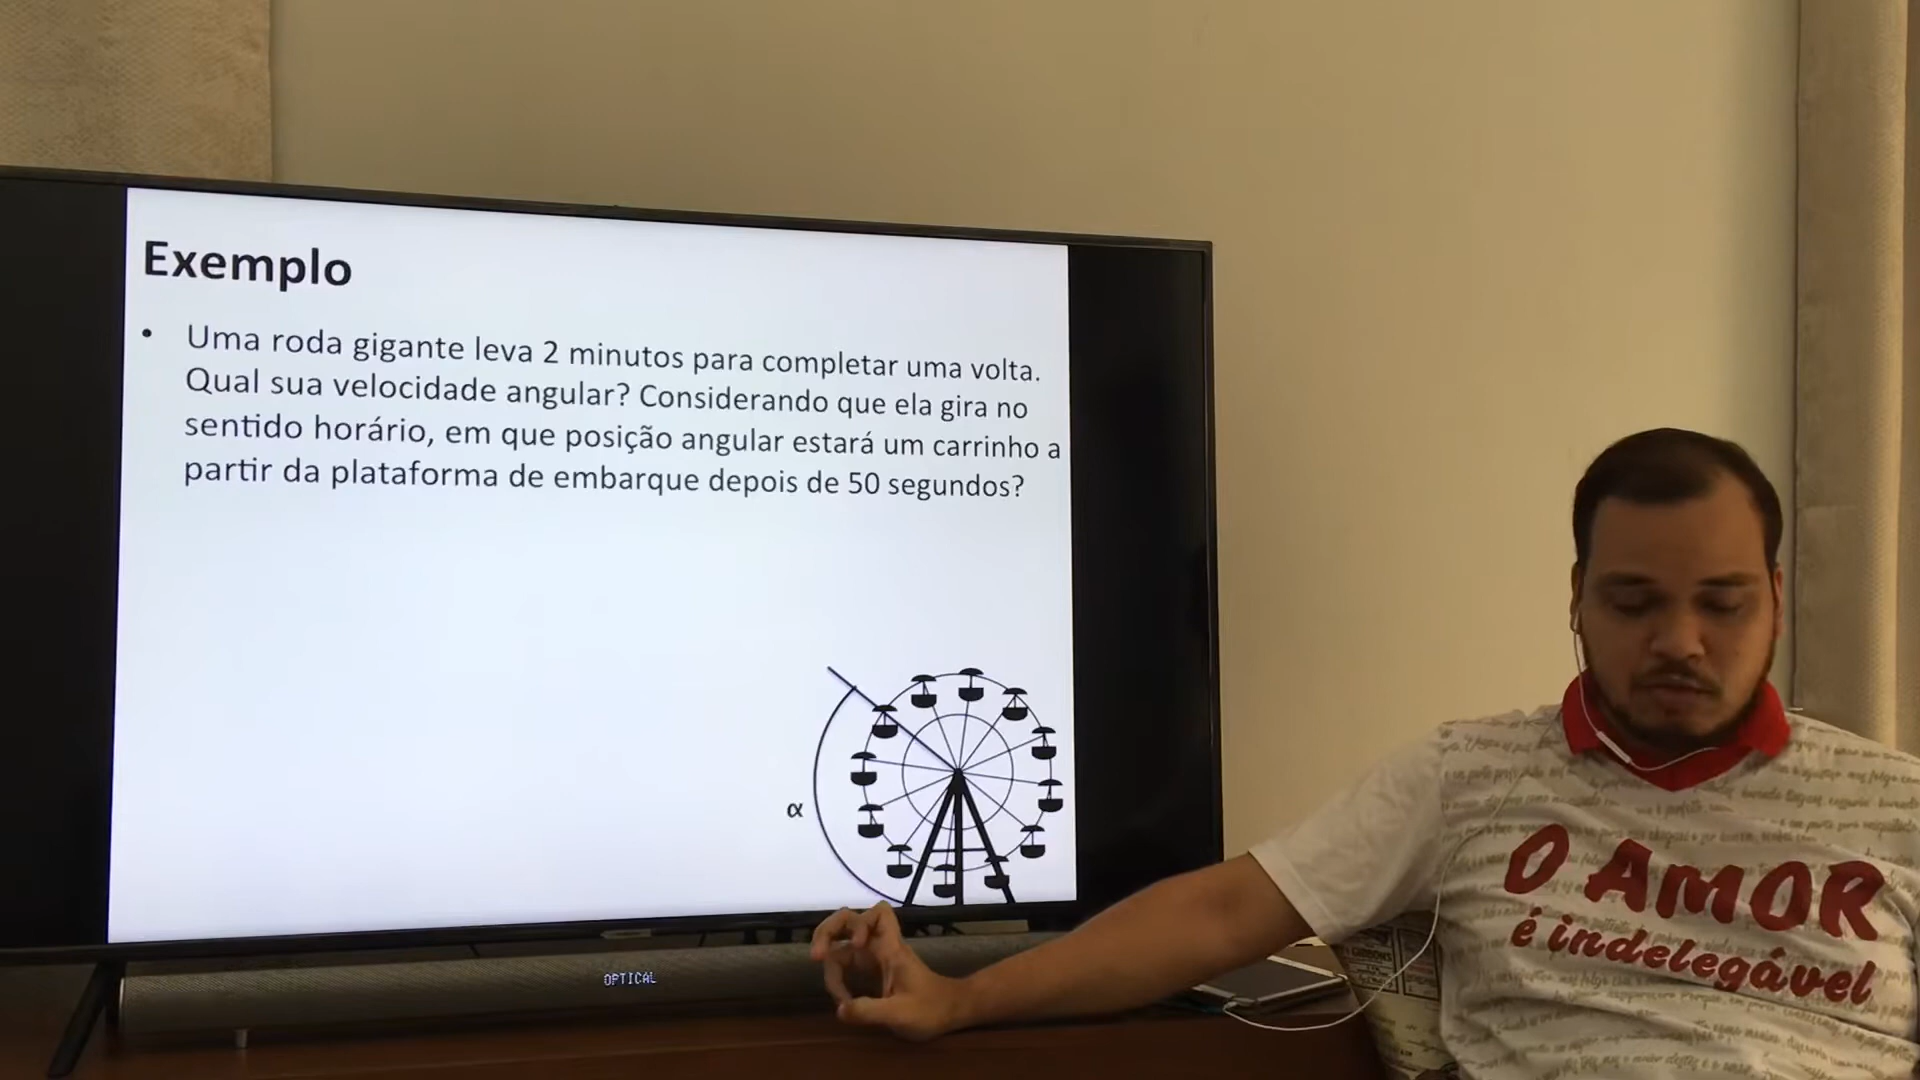 Exemplo
• Uma roda gigante leva 2 minutos para completar uma volta.
Qual sua velocidade angular? Considerando que ela gira no
sentido horário, em que posição angular estará um carrinho a
partir da plataforma de embarque depois de 50 segundos?
α
OPTICAL
O AMOR
é indelegável